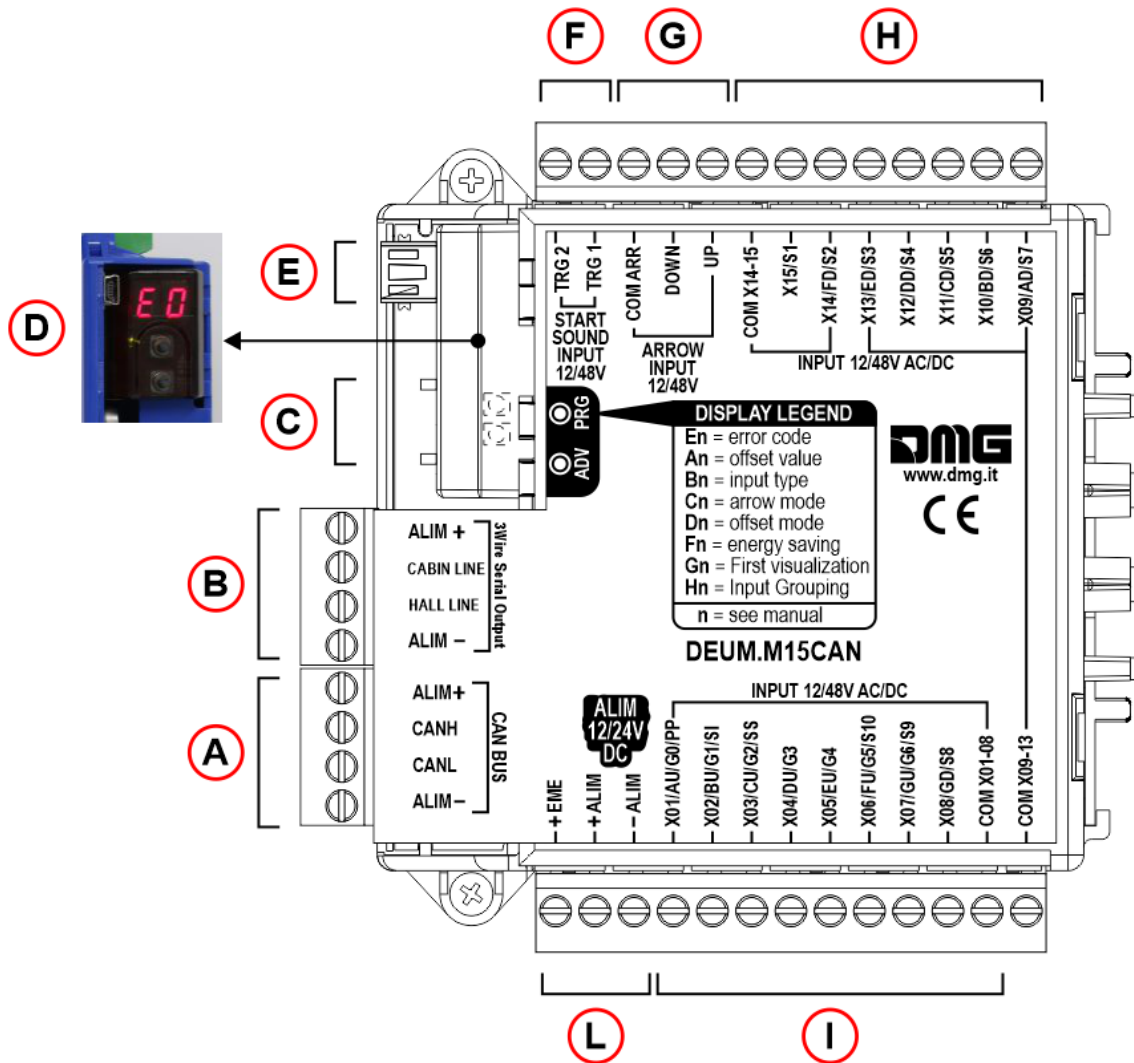 F
G
H
E
D
C
B
A
L
I
E0
TRG 2
TRG 1
START
SOUND
INPUT
12/48V
COM ARR
DOWN
UP
ARROW
INPUT
12/48V
COM X14-15
X15/S1
X14/FD/S2
X13/ED/S3
X12/DD/S4
X11/CD/S5
X10/BD/S6
X09/AD/S7
INPUT 12/48V AC/DC
PRG
ADV
DISPLAY LEGEND
En = error code
An = offset value
Bn = input type
Cn = arrow mode
Dn = offset mode
Fn = energy saving
Gn = First visualization
Hn = Input Grouping
n = see manual
DMG
www.dmg.it
CE
DEUM.M15CAN
ALIM +
CABIN LINE
HALL LINE
ALIM −
3Wire Serial Output
ALIM+
CANH
CANL
ALIM−
CAN BUS
ALIM
12/24V
DC
INPUT 12/48V AC/DC
+ EME
+ ALIM
− ALIM
X01/AU/G0/PP
X02/BU/G1/SI
X03/CU/G2/SS
X04/DU/G3
X05/EU/G4
X06/FU/G5/S10
X07/GU/G6/S9
X08/GD/S8
COM X01-08
COM X09-13